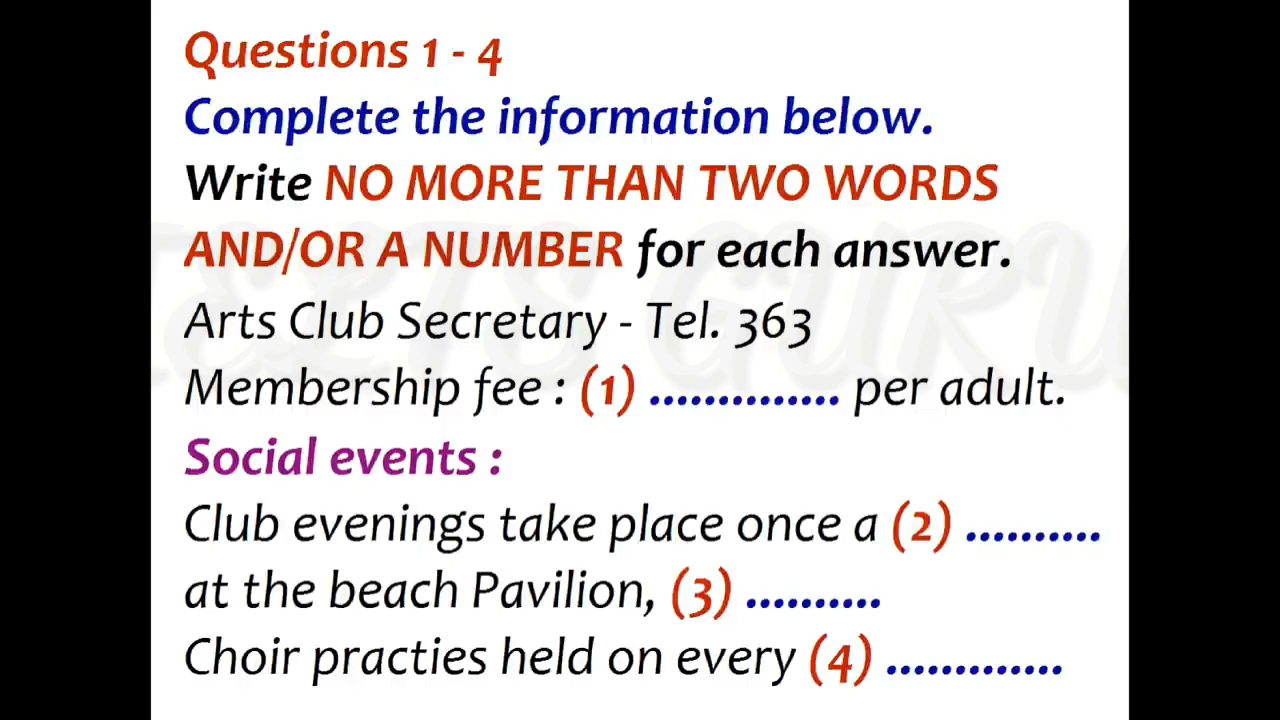 Questions 1 - 4
Complete the information below.
Write NO MORE THAN TWO WORDS
AND/OR A NUMBER for each answer.
IELTS GURU
Arts Club Secretary - Tel. 363
Membership fee : (1) .............. per adult.
Social events :
Club evenings take place once a (2) ..........
at the beach Pavilion, (3) ..........
Choir practies held on every (4) .............